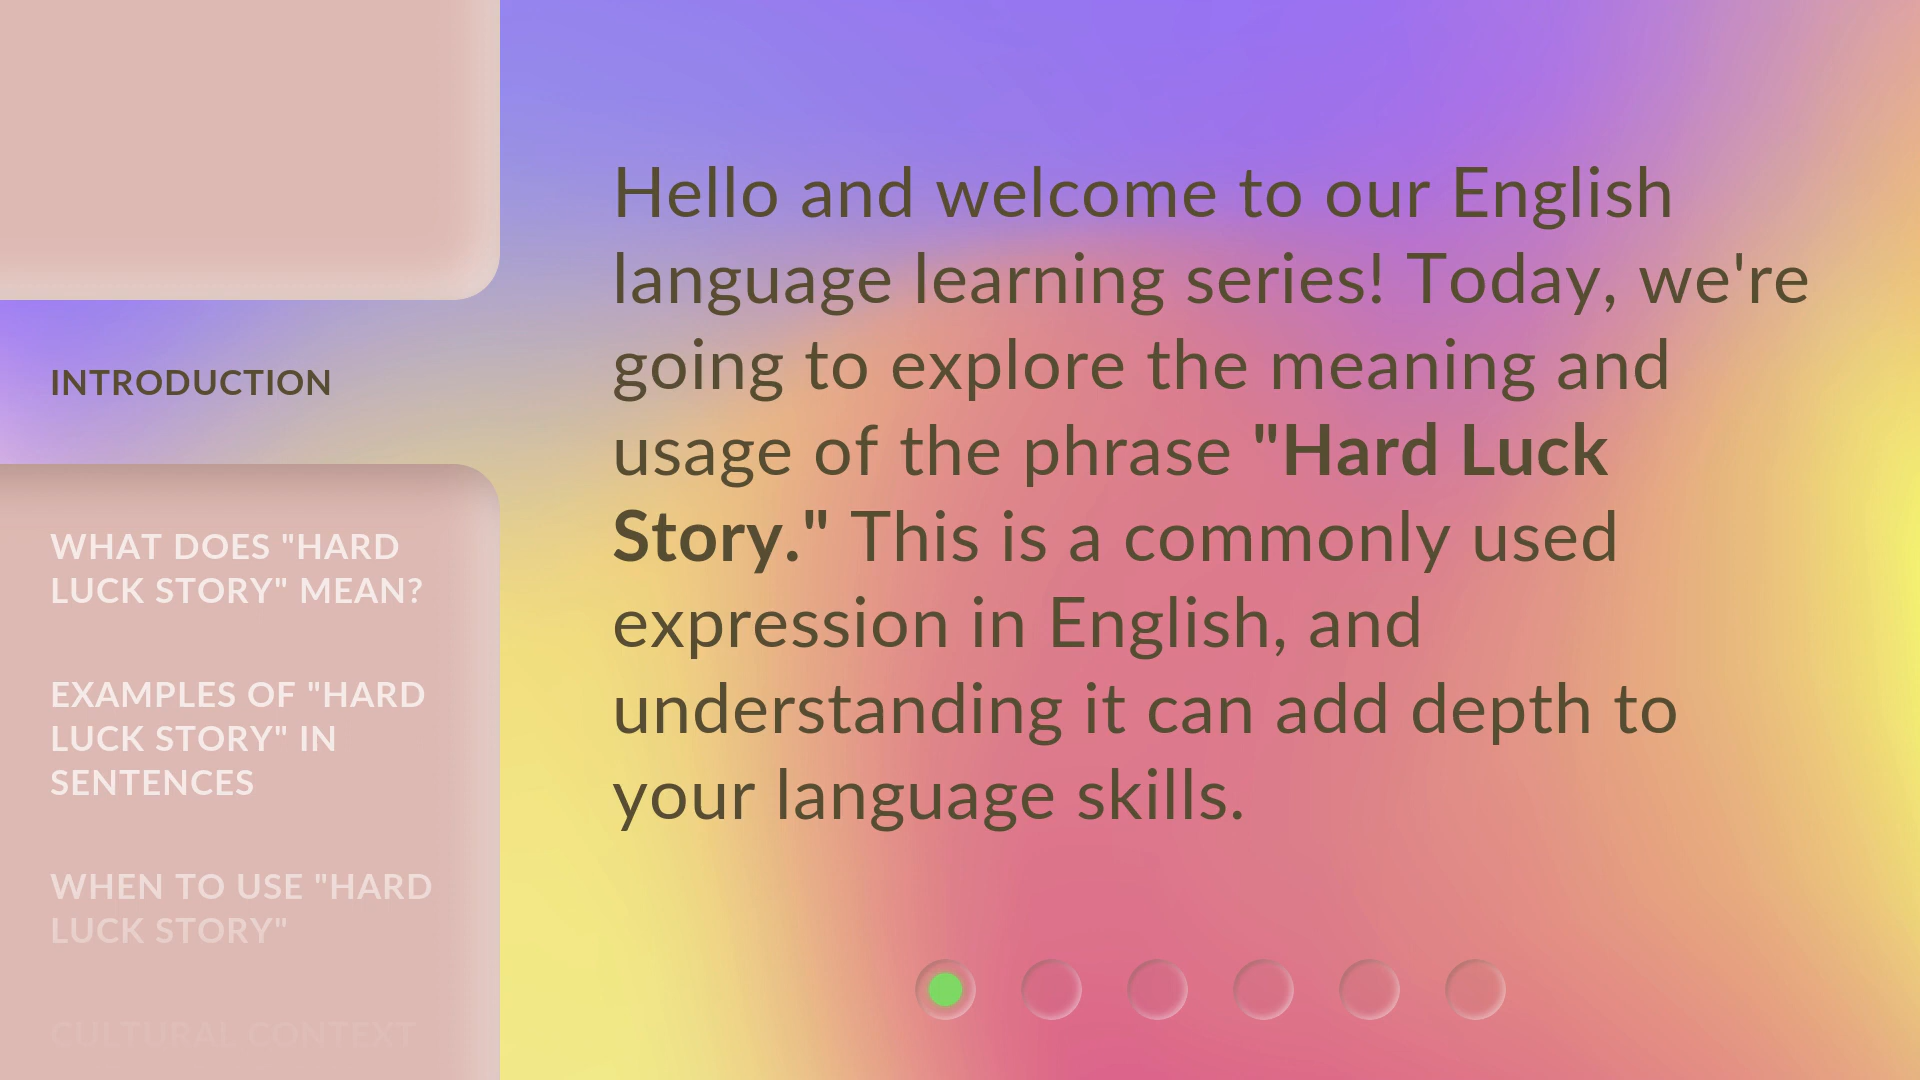 INTRODUCTION
WHAT DOES "HARD
LUCK STORY" MEAN?
EXAMPLES OF "HARD
LUCK STORY" IN
SENTENCES
WHEN TO USE "HARD
LUCK STORY"
CULTURAL CONTEXT
Hello and welcome to our English
language learning series! Today, we're
going to explore the meaning and
usage of the phrase "Hard Luck
Story." This is a commonly used
expression in English, and
understanding it can add depth to
your language skills.